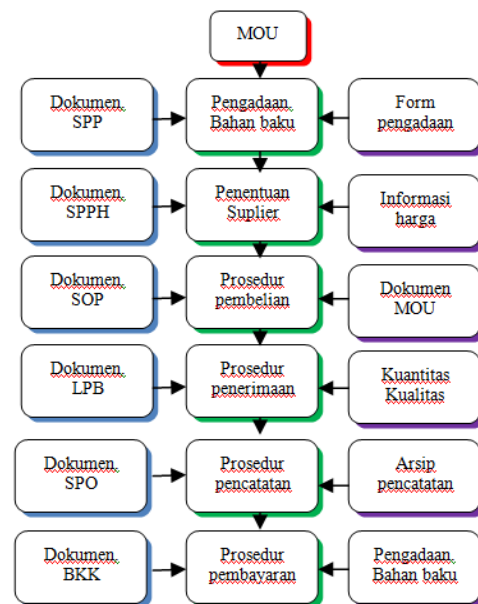 MOU
Dokumen
SPP
Pengadaan
Bahan baku
Form
pengadaan
Dokumen
SPPH
Penentuan
Suplier
Informasi
harga
Dokumen
SOP
Prosedur
pembelian
Dokumen
MOU
Dokumen
LPB
Prosedur
penerimaan
Kuantitas
Kualitas
Dokumen
SPO
Prosedur
pencatatan
Arsip
pencatatan
Dokumen
BKK
Prosedur
pembayaran
Pengadaan
Bahan baku